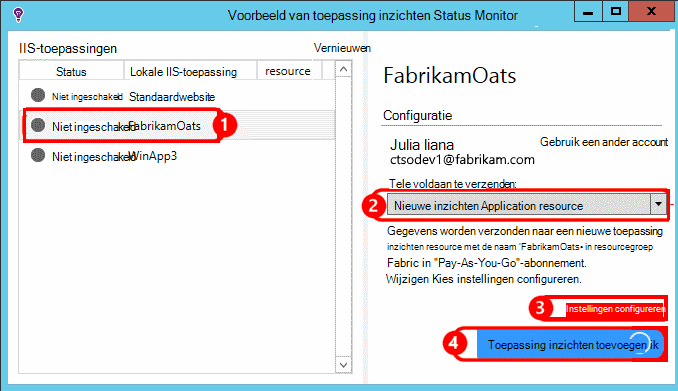 Voorbeeld van toepassing inzichten Status Monitor
IIS-toepassingen
Vernieuwen
Status
Lokale IIS-toepassing
resource
Niet ingeschakeld Standaardwebsite
Niet ingeschakeld FabrikamOats
1
Niet ingeschakeld WinApp3
FabrikamOats
Configuratie
Julia liana
Gebruik een ander account
ctsodev1@fabrikam.com
Tele voldaan te verzenden:
2
Nieuwe inzichten Application resource
Gegevens worden verzonden naar een nieuwe toepassing
inzichten resource met de naam 'FabrikamOats• in resourcegroep
Fabric in "Pay-As-You-Go"-abonnement.
Wijzigen Kies instellingen configureren.
3
Instellingen configureren
4
Toepassing inzichten toevoegen ik